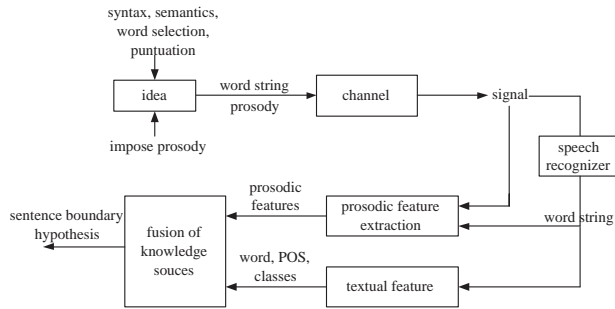 syntax, semantics,
word selection,
puntuation
idea
word string
prosody
channel
signal
impose prosody
speech
recognizer
prosodic
features
prosodic feature
extraction
word string
sentence boundary
hypothesis
fusion of
knowledge
souces
word, POS,
classes
textual feature